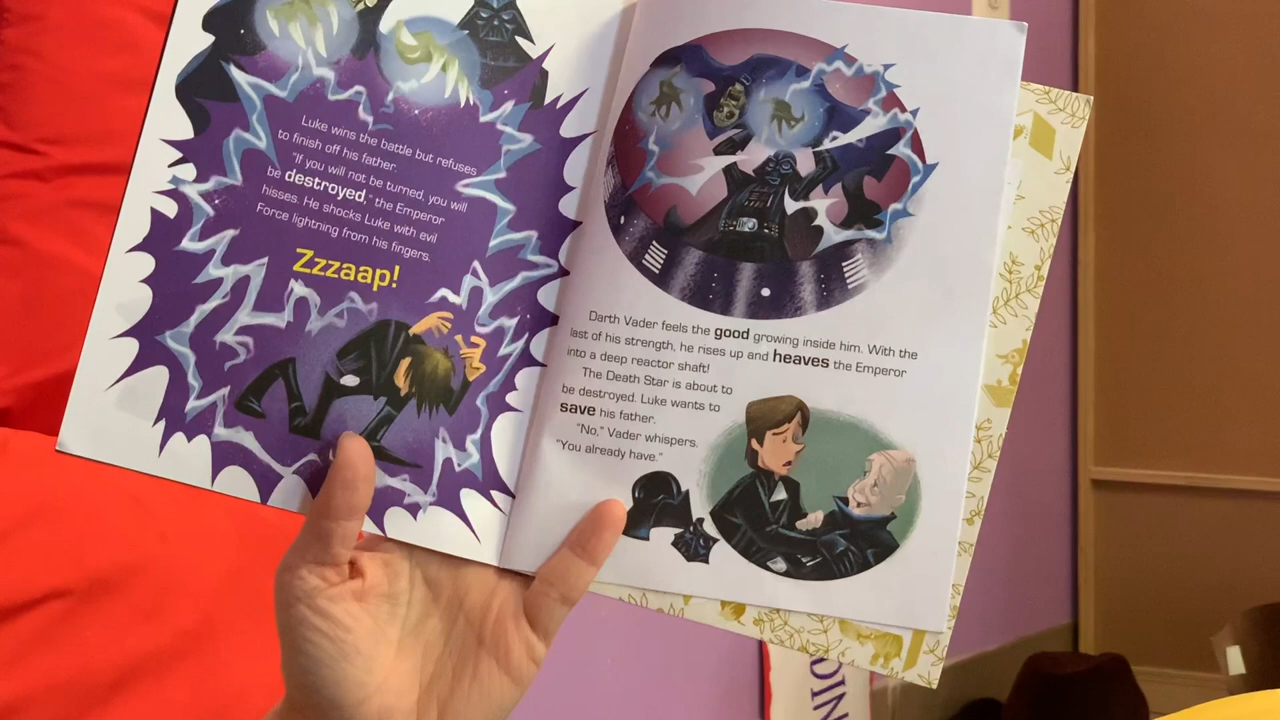 Luke wins the battle but refuses
to finish off his father.
"If you will not be turned, you will
be destroyed," the Emperor
hisses. He shocks Luke with evil
Force lightning from his fingers.
Zzzaap!
Darth Vader feels the good growing inside him. With the
last of his strength, he rises up and heaves the Emperor
into a deep reactor shaft!
The Death Star is about to
be destroyed. Luke wants to
save his father.
"No," Vader whispers.
"You already have."